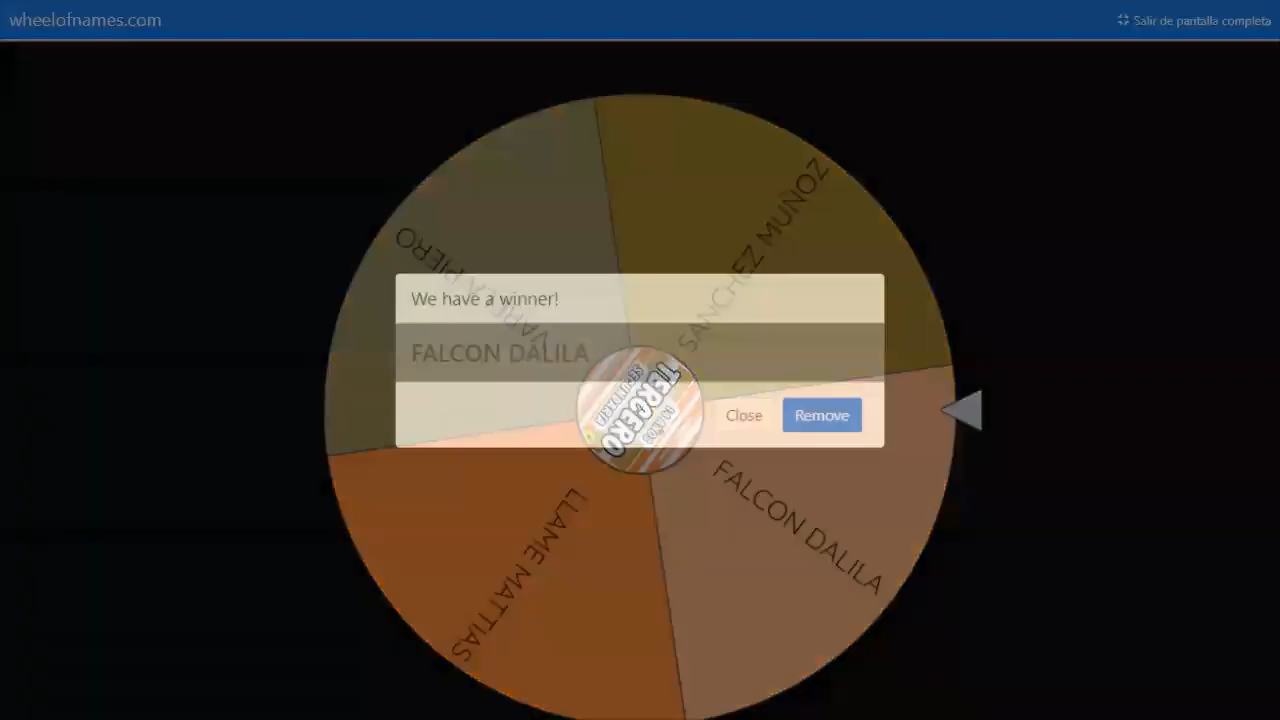 wheelofnames.com
Salir de pantalla completa
SANCHEZ MUÑOZ
PIERO
We have a winner!
FALCON DALILA
TERCERO
Close
Remove
FALCON DALILA
LLAME MATTIAS